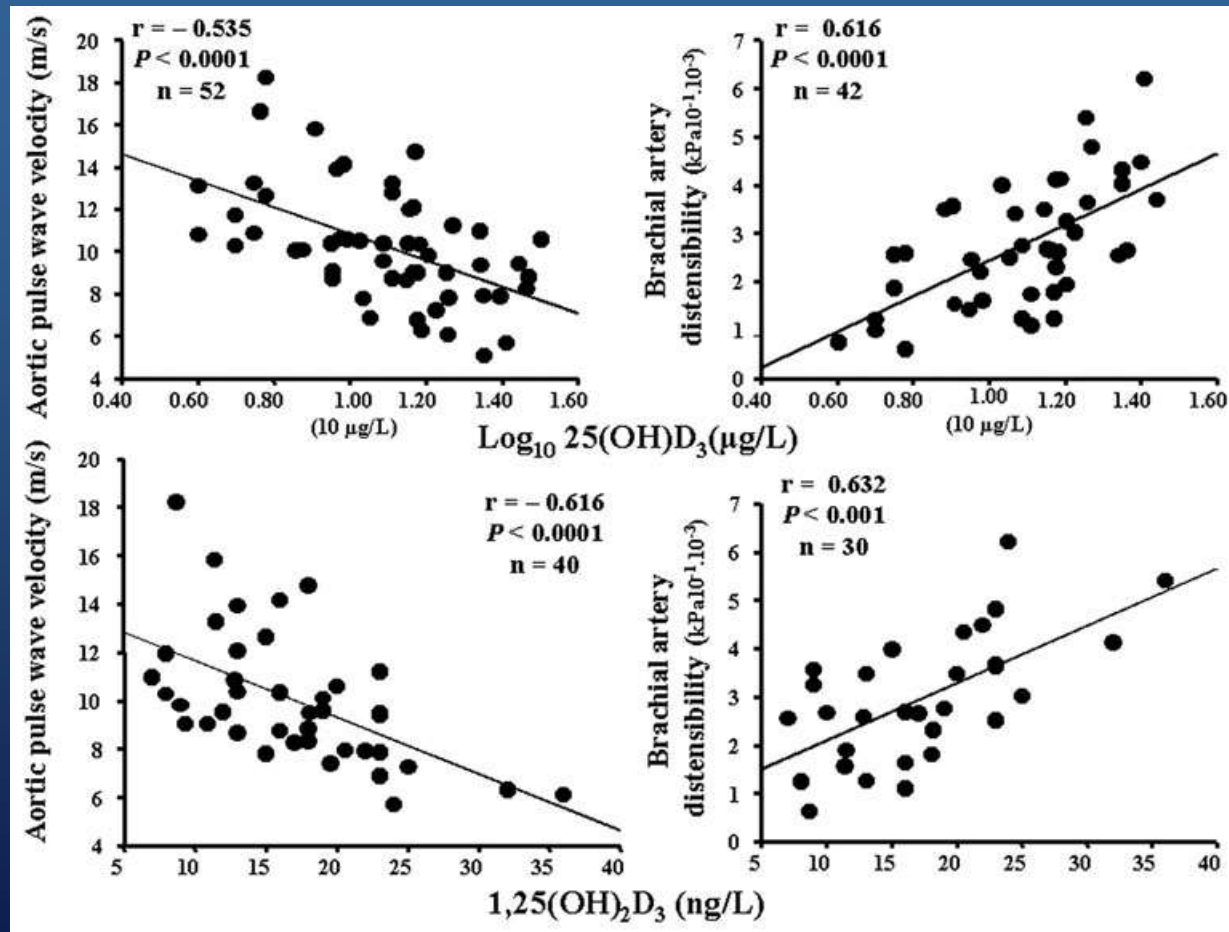 Aortic pulse wave velocity (m/s)
r = – 0.535
P < 0.0001
n = 52
20
18
16
14
12
10
8
6
4
0.40 0.60 0.80 1.00 1.20 1.40 1.60
(10 µg/L)
Brachial artery
distensibility (kPa10⁻¹.10⁻³)
r = 0.616
P < 0.0001
n = 42
7
6
5
4
3
2
1
0
0.40 0.60 0.80 1.00 1.20 1.40 1.60
(10 µg/L)
Log₁₀ 25(OH)D₃(µg/L)
Aortic pulse wave velocity (m/s)
r = – 0.616
P < 0.0001
n = 40
20
18
16
14
12
10
8
6
4
5 10 15 20 25 30 35 40
Brachial artery
distensibility (kPa10⁻¹.10⁻³)
r = 0.632
P < 0.001
n = 30
7
6
5
4
3
2
1
0
5 10 15 20 25 30 35 40
1,25(OH)₂D₃ (ng/L)